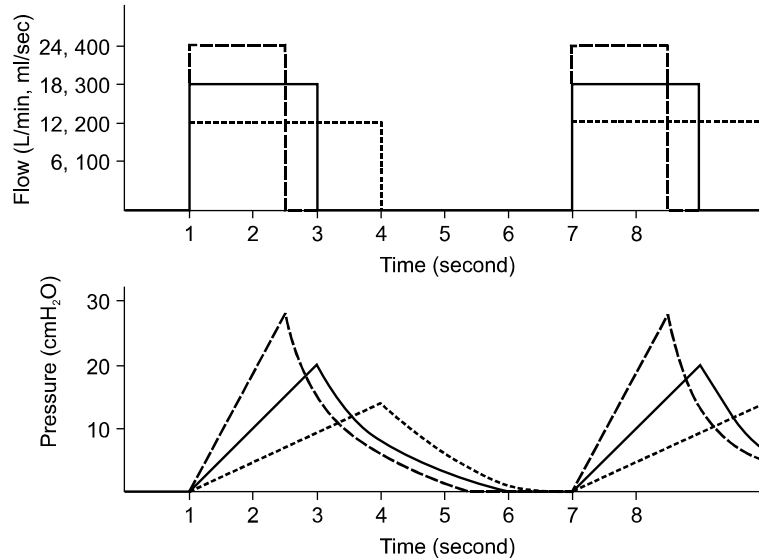 Flow (L/min, ml/sec)
24, 400
18, 300
12, 200
6, 100
1 2 3 4 5 6 7 8
Time (second)
Pressure (cmH₂O)
30
20
10
1 2 3 4 5 6 7 8
Time (second)